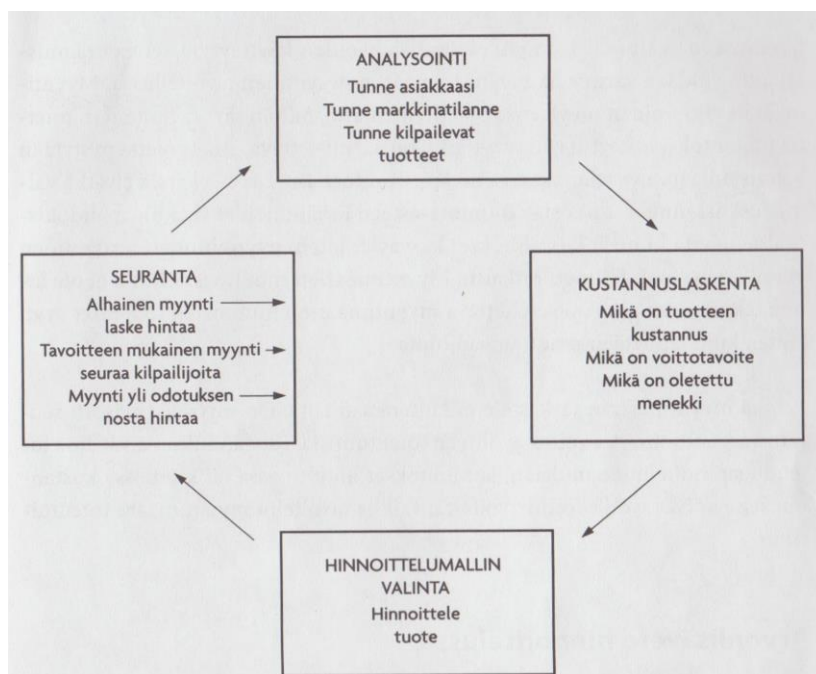 ANALYSOINTI
Tunne asiakkaasi
Tunne markkinatilanne
Tunne kilpailevat
tuotteet
SEURANTA
Alhainen myynti
laske hintaa
Tavoitteen mukainen myynti
seuraa kilpailijoita
Myynti yli odotuksen
nosta hintaa
KUSTANNUSLASKENTA
Mikä on tuotteen
kustannus
Mikä on voittotavoite
Mikä on oletettu
menekki
HINNOITTELUMALLIN
VALINTA
Hinnoittele
tuote